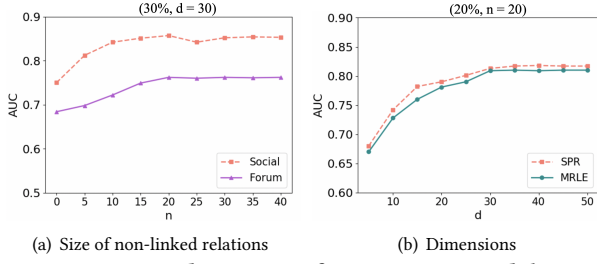 (30%, d = 30)
0.9
0.8
0.7
0.6
0.5
AUC
0 5 10 15 20 25 30 35 40
n
Social
Forum
(a) Size of non-linked relations
(20%, n = 20)
0.90
0.85
0.80
0.75
0.70
0.65
0.60
AUC
10 20 30 40 50
d
SPR
MRLE
(b) Dimensions